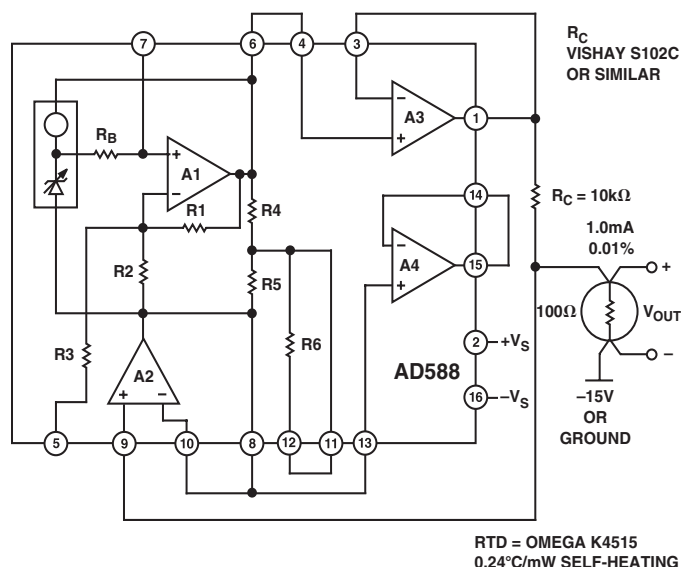 7
6
4
3
R_C
VISHAY S102C
OR SIMILAR
R_B
+
A1
–
–
A3
+
1
R1
R4
14
R_C = 10kΩ
1.0mA
0.01%
–
A4
+
15
R2
R5
R3
R6
100Ω
+
V_OUT
–
2
+V_S
AD588
16
–V_S
A2
+
–
–15V
OR
GROUND
5
9
10
8
12
11
13
RTD = OMEGA K4515
0.24°C/mW SELF-HEATING